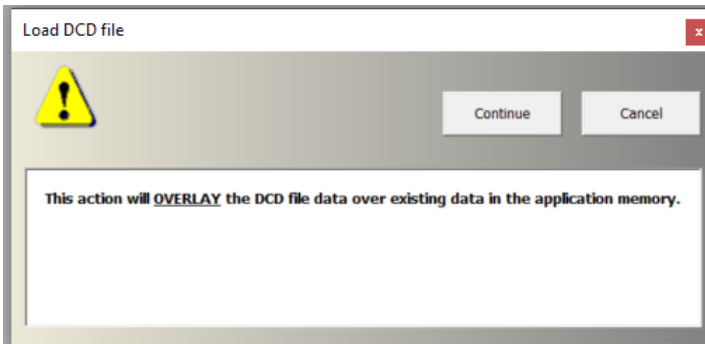 Load DCD file
x
Continue
Cancel
This action will OVERLAY the DCD file data over existing data in the application memory.